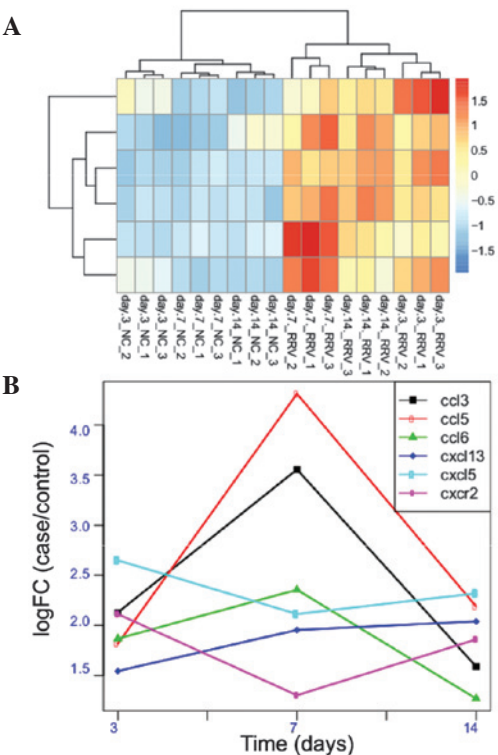 A
1.5
1
0.5
0
-0.5
-1
-1.5
day.3_NC_2
day.3_NC_1
day.3_NC_3
day.7_NC_2
day.7_NC_1
day.7_NC_3
day.14_NC_1
day.14_NC_2
day.14_NC_3
day.7_RRV_2
day.7_RRV_1
day.7_RRV_3
day.14_RRV_3
day.14_RRV_1
day.14_RRV_2
day.3_RRV_2
day.3_RRV_1
day.3_RRV_3
B
logFC (case/control)
4.0
3.5
3.0
2.5
2.0
1.5
ccl3
ccl5
ccl6
cxcl13
cxcl5
cxcr2
3
7
14
Time (days)